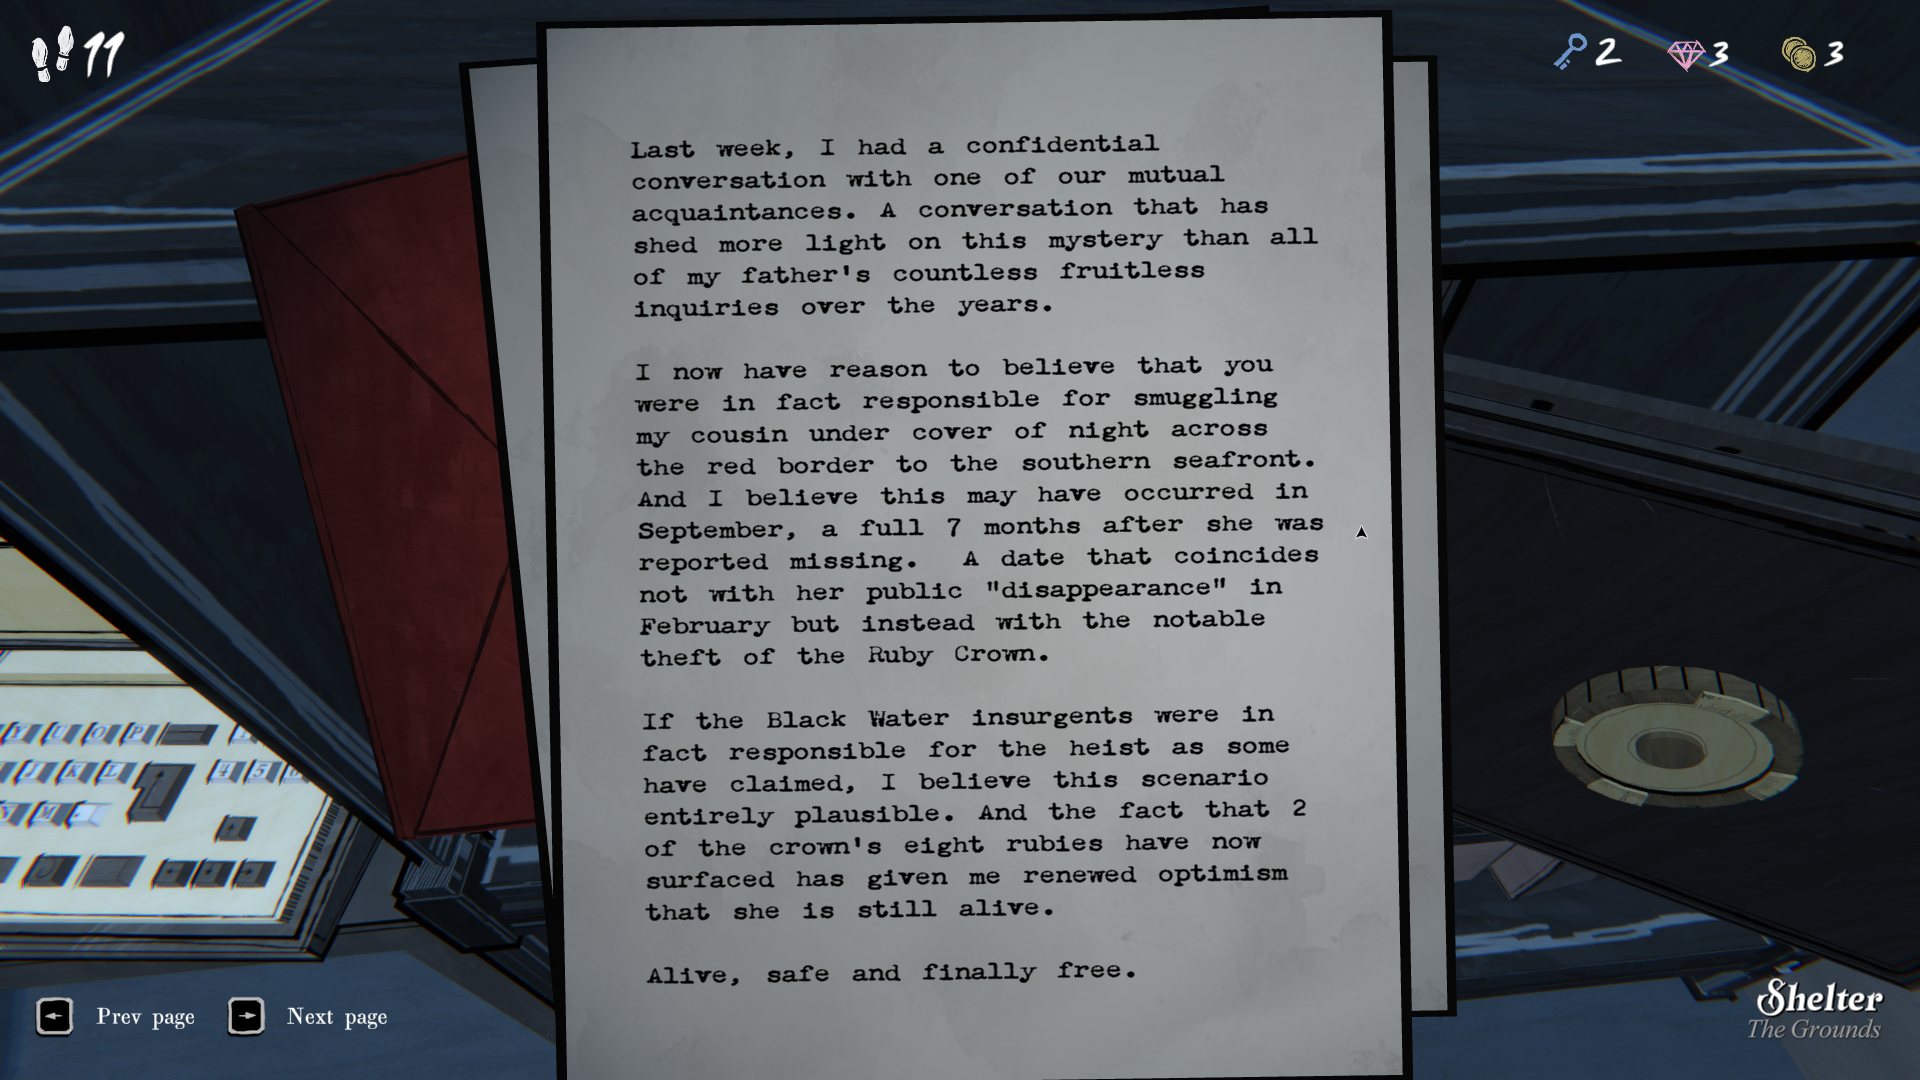 11
2
3
3
Last week, I had a confidential
conversation with one of our mutual
acquaintances. A conversation that has
shed more light on this mystery than all
of my father's countless fruitless
inquiries over the years.
I now have reason to believe that you
were in fact responsible for smuggling
my cousin under cover of night across
the red border to the southern seafront.
And I believe this may have occurred in
September, a full 7 months after she was
reported missing. A date that coincides
not with her public "disappearance" in
February but instead with the notable
theft of the Ruby Crown.
If the Black Water insurgents were in
fact responsible for the heist as some
have claimed, I believe this scenario
entirely plausible. And the fact that 2
of the crown's eight rubies have now
surfaced has given me renewed optimism
that she is still alive.
Alive, safe and finally free.
Y U O P
J K L 4 5
M
Prev page
Next page
Shelter
The Grounds